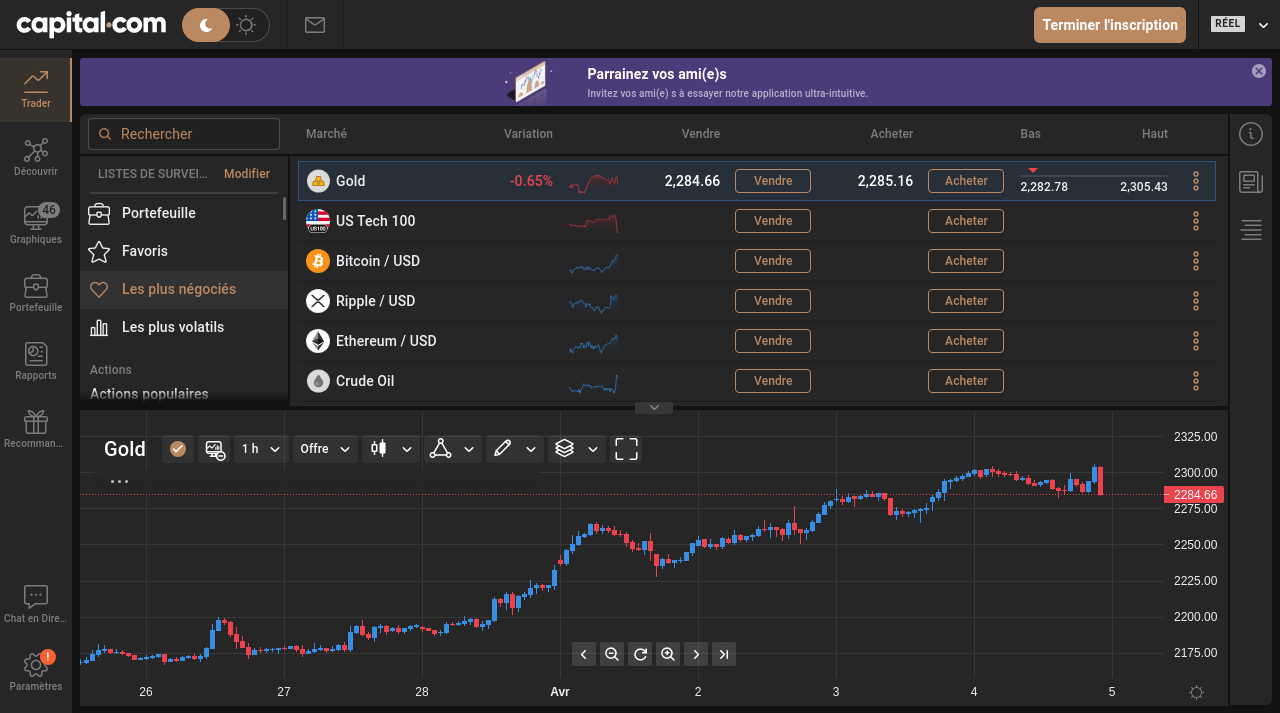 capital.com
Terminer l'inscription
RÉEL
Trader
Découvrir
46
Graphiques
Portefeuille
Rapports
Recomman...
Chat en Dire...
!
Paramètres
Parrainez vos ami(e)s
Invitez vos ami(e) s à essayer notre application ultra-intuitive.
Rechercher
LISTES DE SURVEI... Modifier
Portefeuille
Favoris
Les plus négociés
Les plus volatils
Actions
Actions populaires
Marché Variation Vendre Acheter Bas Haut
Gold -0.65% 2,284.66 Vendre 2,285.16 Acheter 2,282.78 2,305.43
US100 US Tech 100 Vendre Acheter
Bitcoin / USD Vendre Acheter
Ripple / USD Vendre Acheter
Ethereum / USD Vendre Acheter
Crude Oil Vendre Acheter
Gold 1 h Offre
2325.00
2300.00
2284.66
2275.00
2250.00
2225.00
2200.00
2175.00
26 27 28 Avr 2 3 4 5